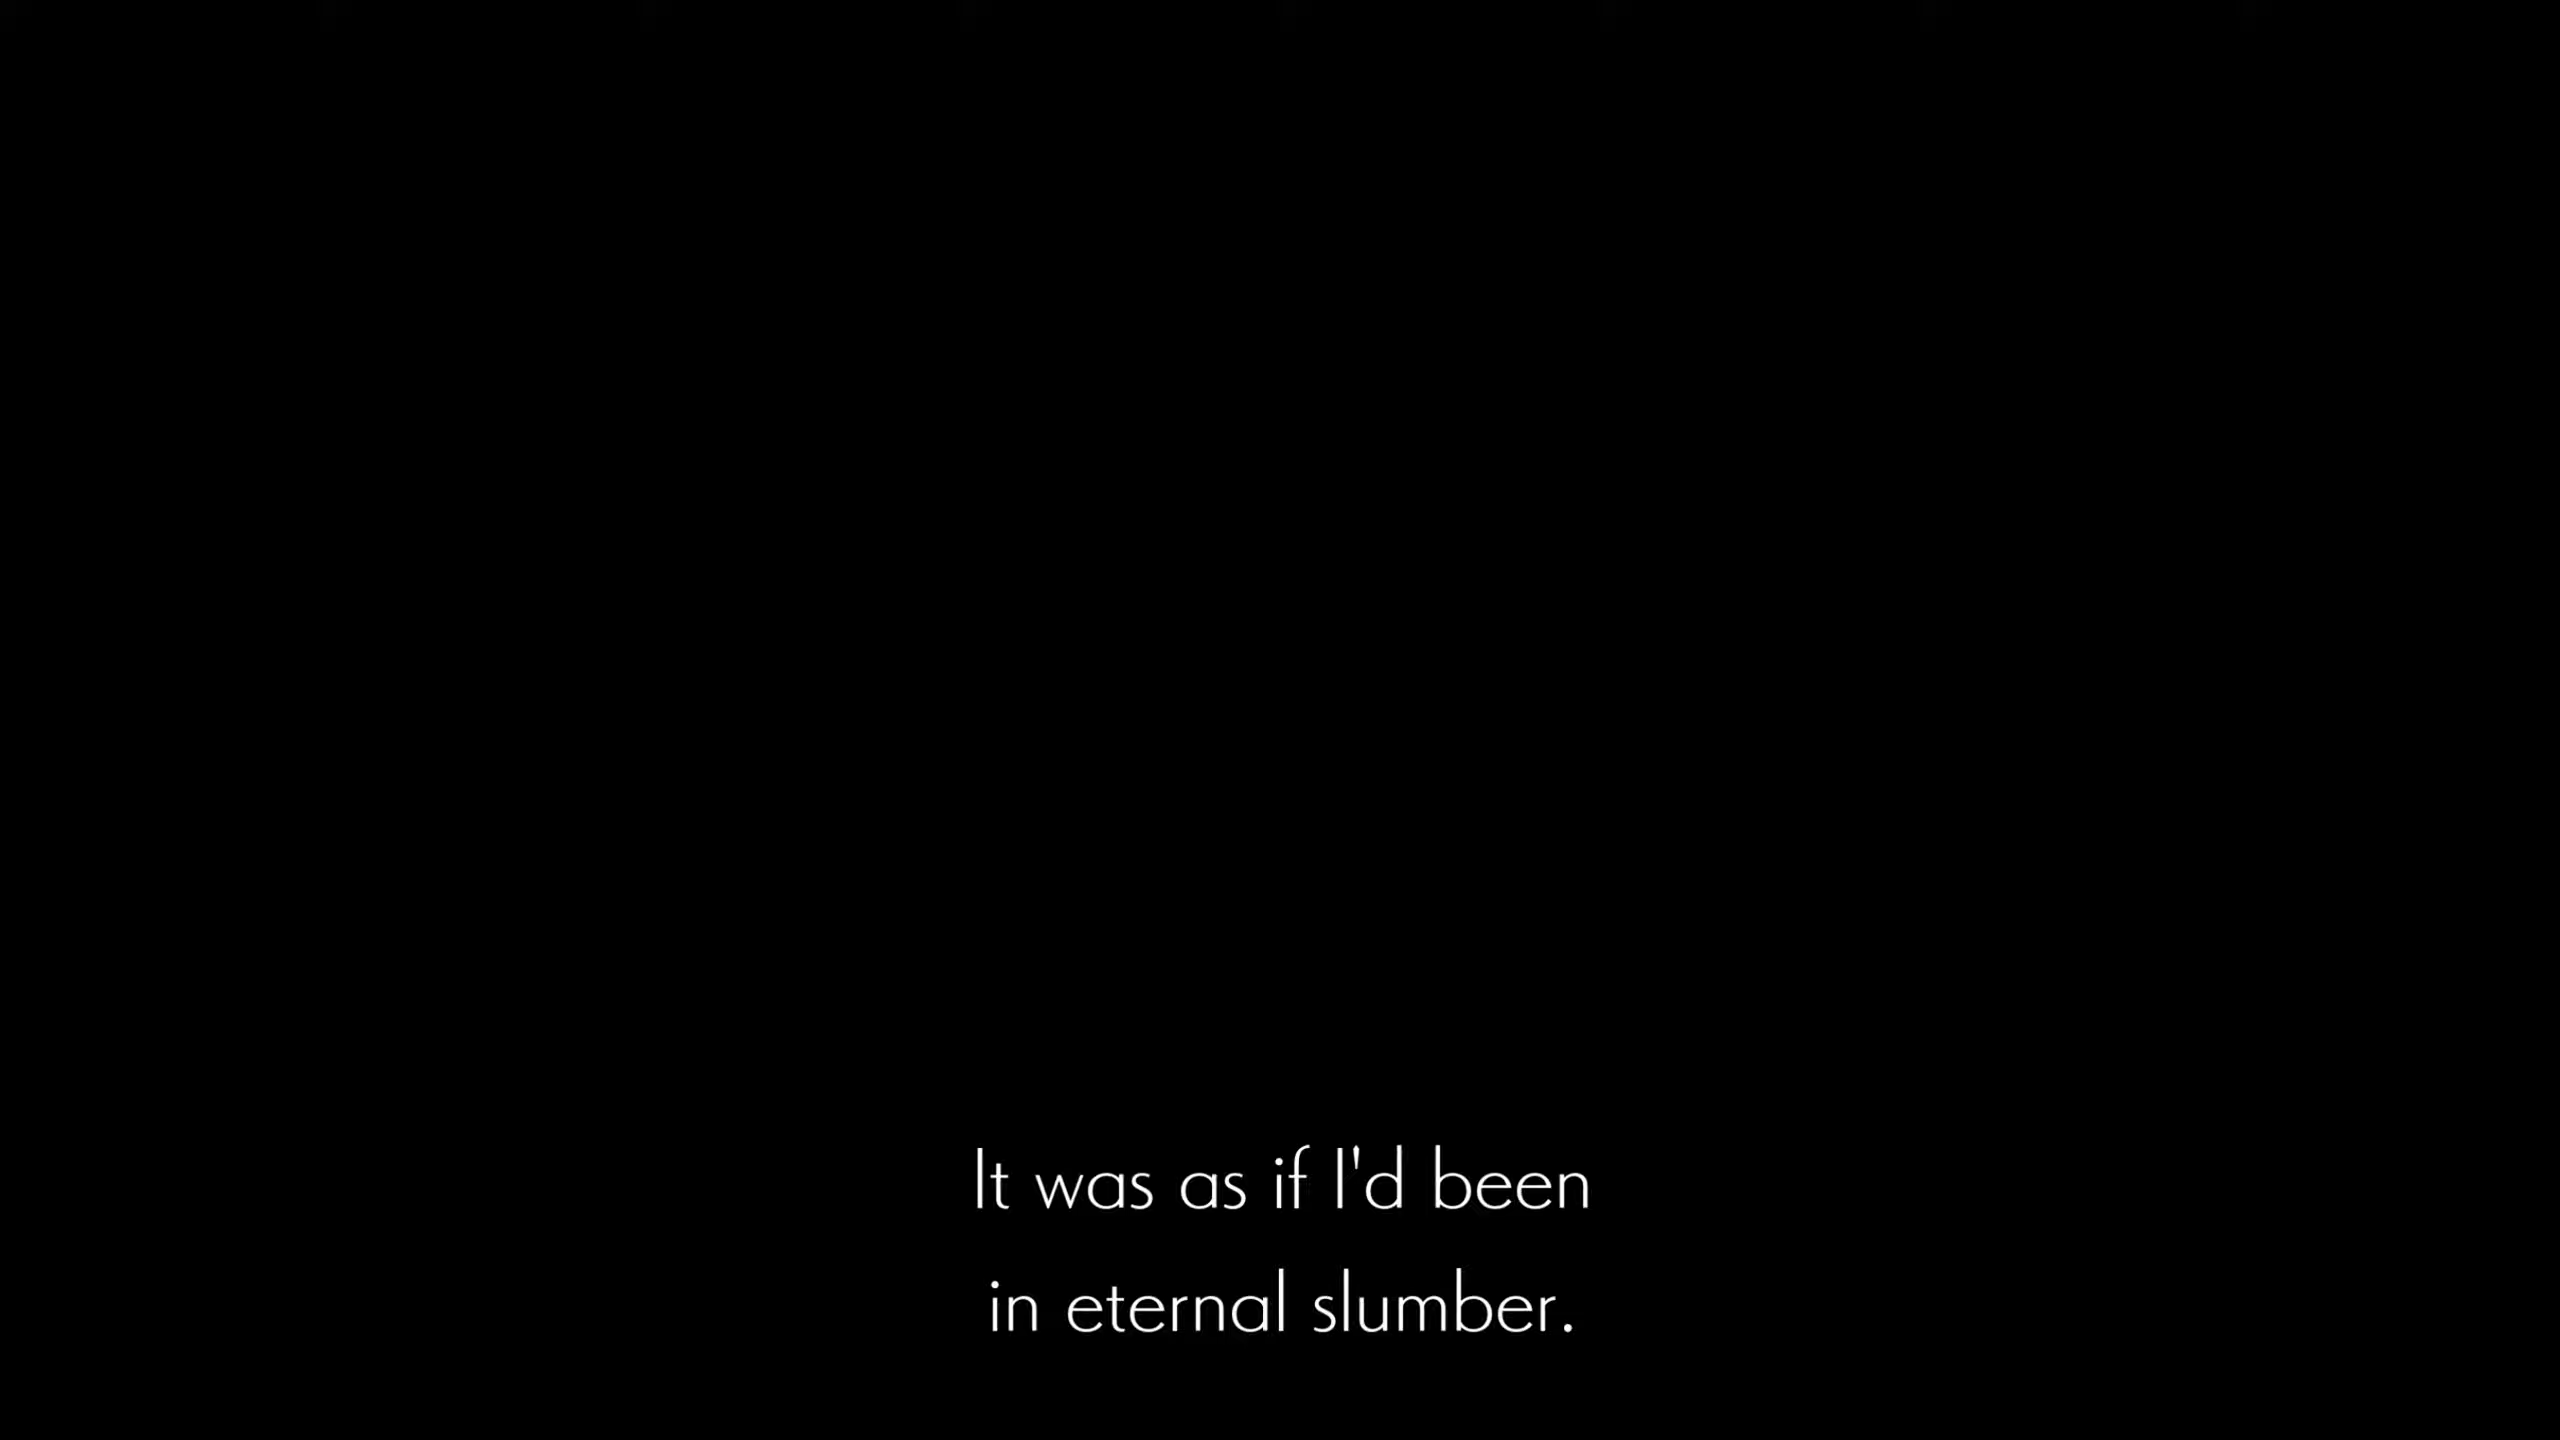 It was as if I'd been
in eternal slumber.